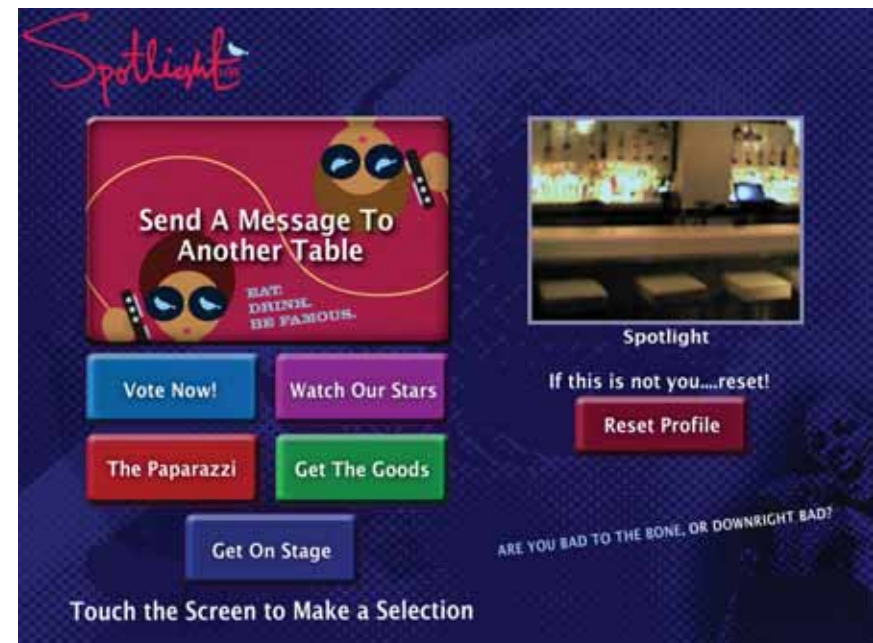 Spotlight
Send A Message To
Another Table
EAT.
DRINK.
BE FAMOUS.
Vote Now!
Watch Our Stars
The Paparazzi
Get The Goods
Get On Stage
Touch the Screen to Make a Selection
Spotlight
If this is not you....reset!
Reset Profile
ARE YOU BAD TO THE BONE, OR DOWNRIGHT BAD?